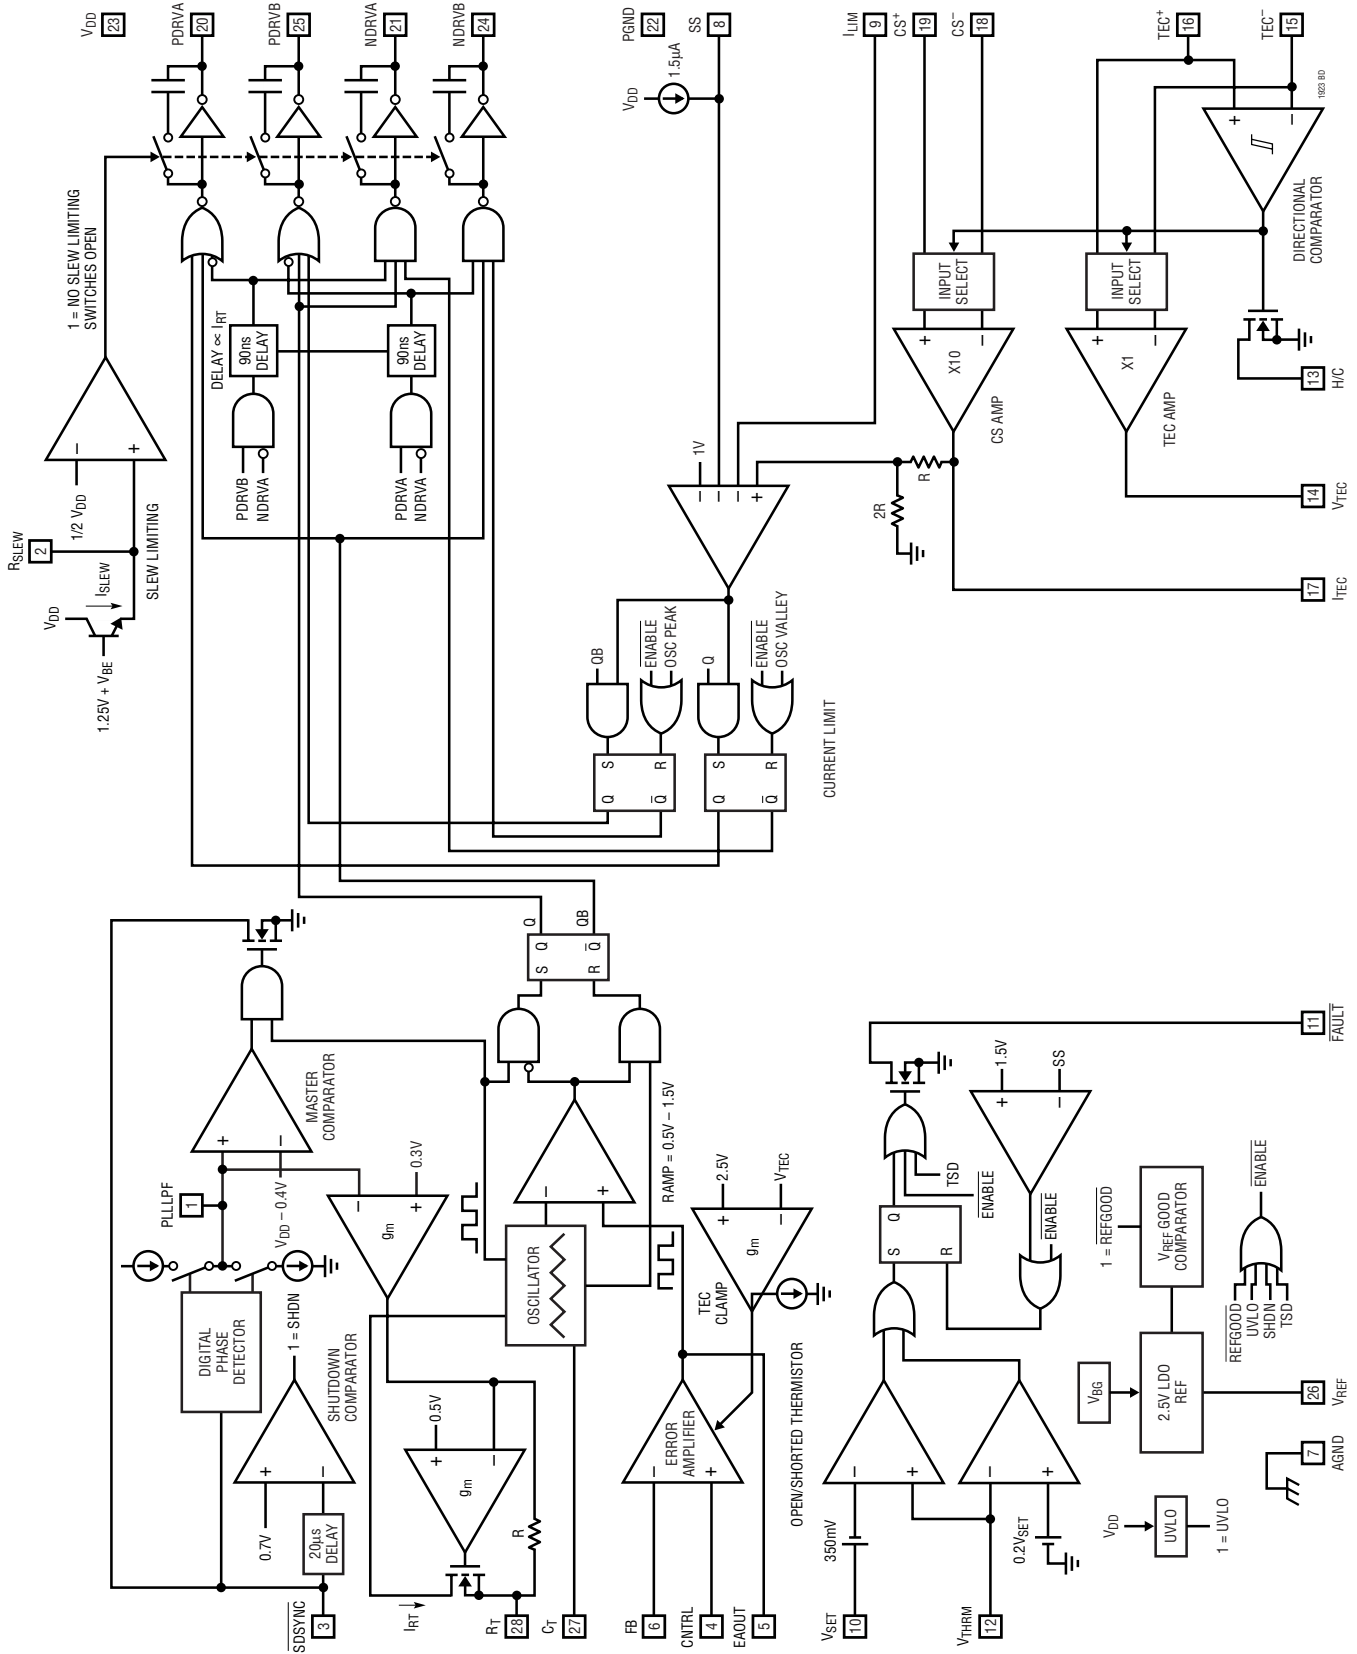 SDSYNC
3
20µs
DELAY
0.7V
+
–
SHUTDOWN
COMPARATOR
1 = SHDN
DIGITAL
PHASE
DETECTOR
PLLLPF
1
VDD – 0.4V
+
–
MASTER
COMPARATOR
–
+
gm
0.3V
+
–
gm
0.5V
R
IRT
RT
28
CT
27
OSCILLATOR
–
+
RAMP = 0.5V – 1.5V
S
Q
R
Q̅
Q
QB
FB
6
CNTRL
4
EAOUT
5
–
+
ERROR
AMPLIFIER
TEC
CLAMP
gm
+
–
2.5V
VTEC
OPEN/SHORTED THERMISTOR
VSET
10
350mV
–
+
VTHRM
12
0.2VSET
–
+
S
Q
R
ENABLE
TSD
ENABLE
+
–
1.5V
SS
FAULT
11
VDD
UVLO
1 = UVLO
VBG
2.5V LDO
REF
VREF GOOD
COMPARATOR
1 = REFGOOD
REFGOOD
UVLO
SHDN
TSD
ENABLE
VREF
26
AGND
7
1.25V + VBE
VDD
ISLEW
RSLEW
2
SLEW LIMITING
1/2 VDD
–
+
1 = NO SLEW LIMITING
SWITCHES OPEN
PDRVB
NDRVA
DELAY ∝ IRT
90ns
DELAY
PDRVA
NDRVA
90ns
DELAY
VDD
23
PDRVA
20
PDRVB
25
NDRVA
21
NDRVB
24
PGND
22
SS
8
VDD
1.5µA
ILIM
9
CS+
19
CS–
18
1V
–
–
–
+
QB
ENABLE
OSC PEAK
Q
ENABLE
OSC VALLEY
Q
S
Q̅
R
Q
S
Q̅
R
CURRENT LIMIT
R
2R
INPUT
SELECT
+
–
X10
CS AMP
INPUT
SELECT
+
–
X1
TEC AMP
TEC+
16
TEC–
15
+
–
DIRECTIONAL
COMPARATOR
H/C
13
VTEC
14
ITEC
17
1923 BD